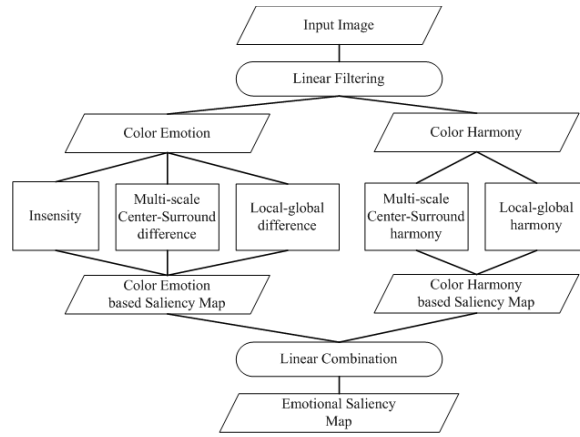 Input Image
Linear Filtering
Color Emotion
Color Harmony
Insensity
Multi-scale
Center-Surround
difference
Local-global
difference
Multi-scale
Center-Surround
harmony
Local-global
harmony
Color Emotion
based Saliency Map
Color Harmony
based Saliency Map
Linear Combination
Emotional Saliency
Map